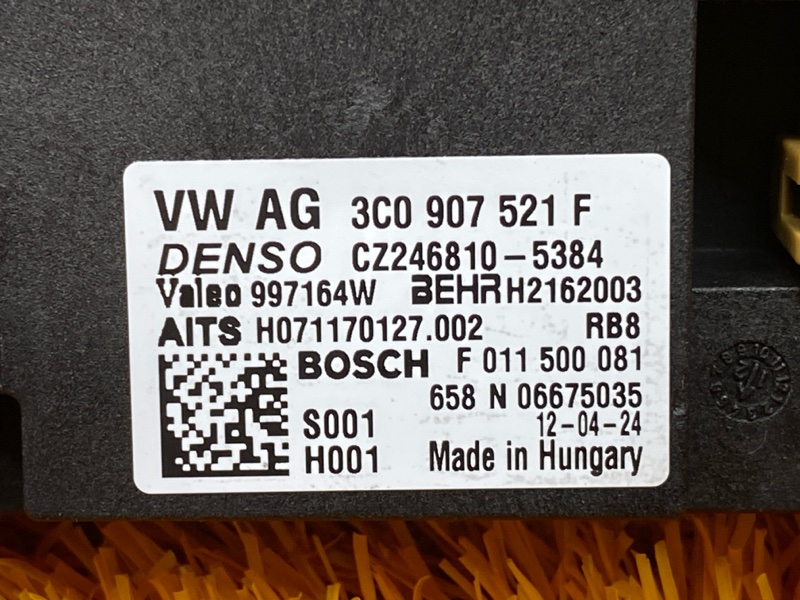 VW AG 3C0 907 521 F
DENSO CZ246810-5384
Valeo 997164W BEHR H2162003
AITS H071170127.002 RB8
BOSCH F 011 500 081
658 N 06675035
S001 12-04-24
H001 Made in Hungary